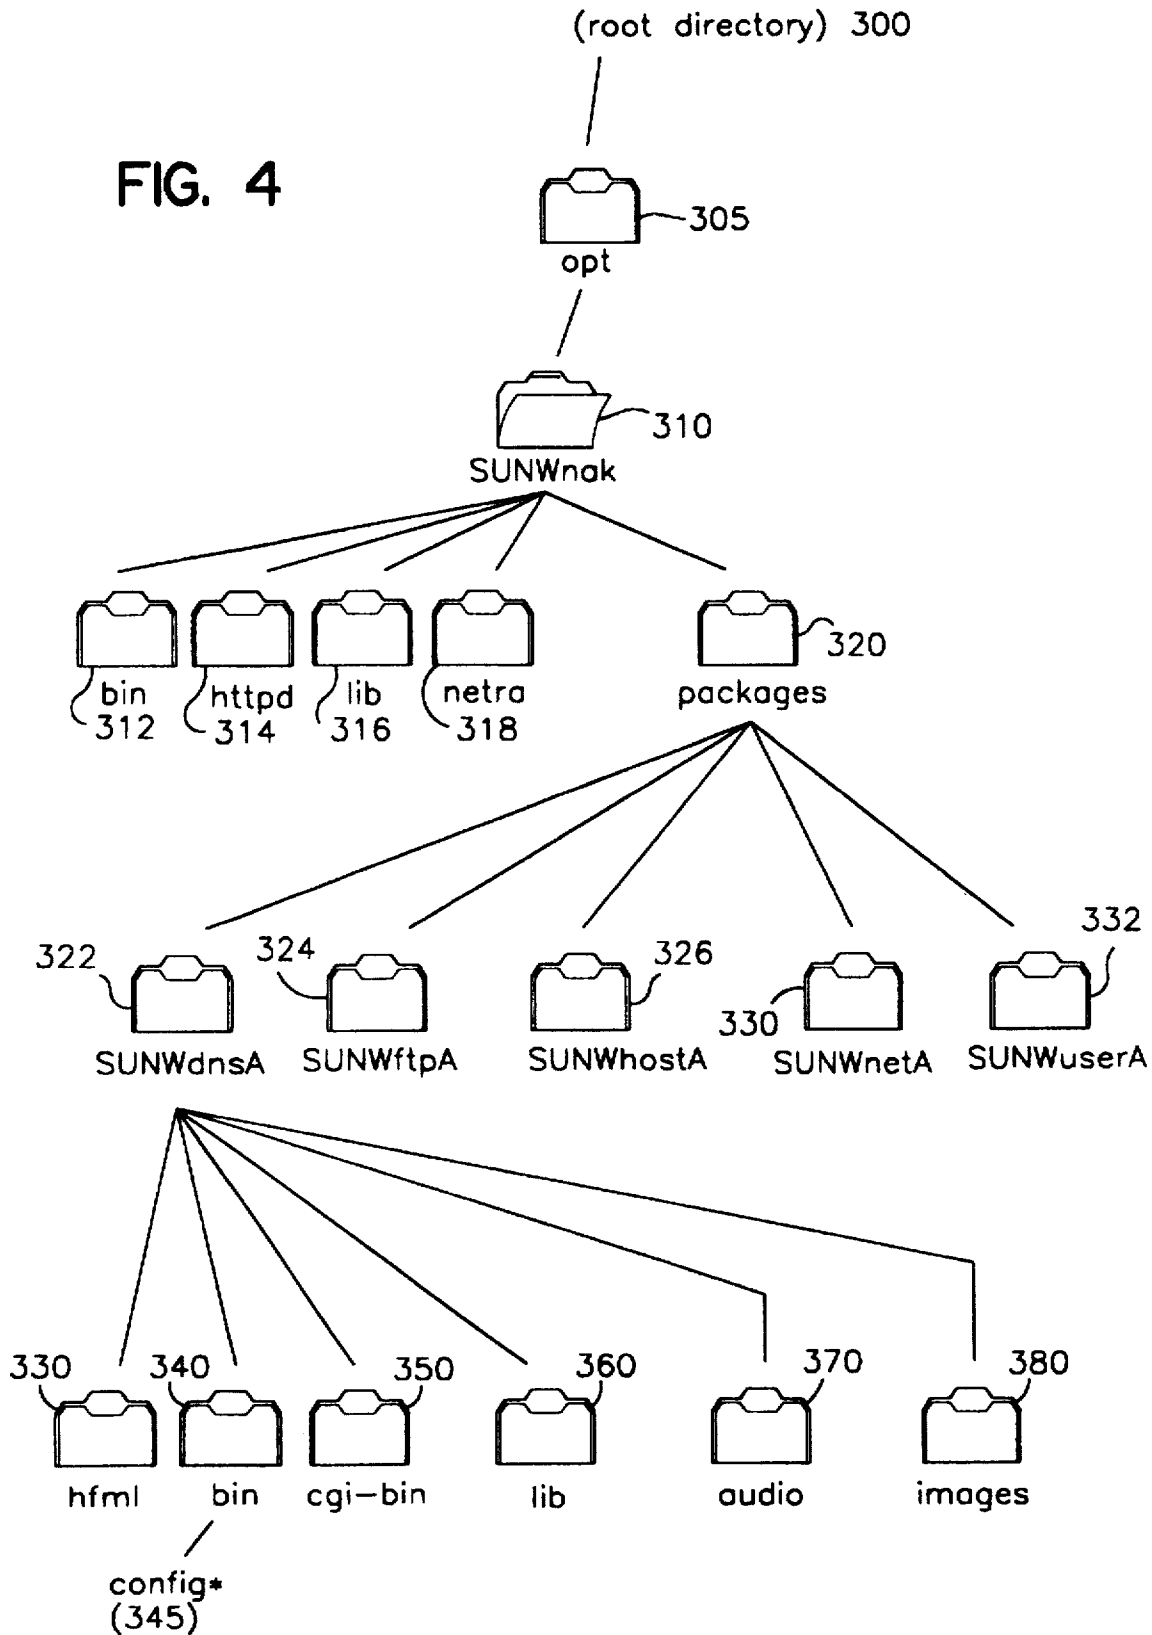 (root directory) 300
FIG. 4
305
opt
310
SUNWnak
320
bin
httpd
lib
netra
packages
312
314
316
318
322
324
326
330
332
SUNWdnsA
SUNWftpA
SUNWhostA
SUNWnetA
SUNWuserA
330
340
350
360
370
380
hfml
bin
cgi-bin
lib
audio
images
config*
(345)